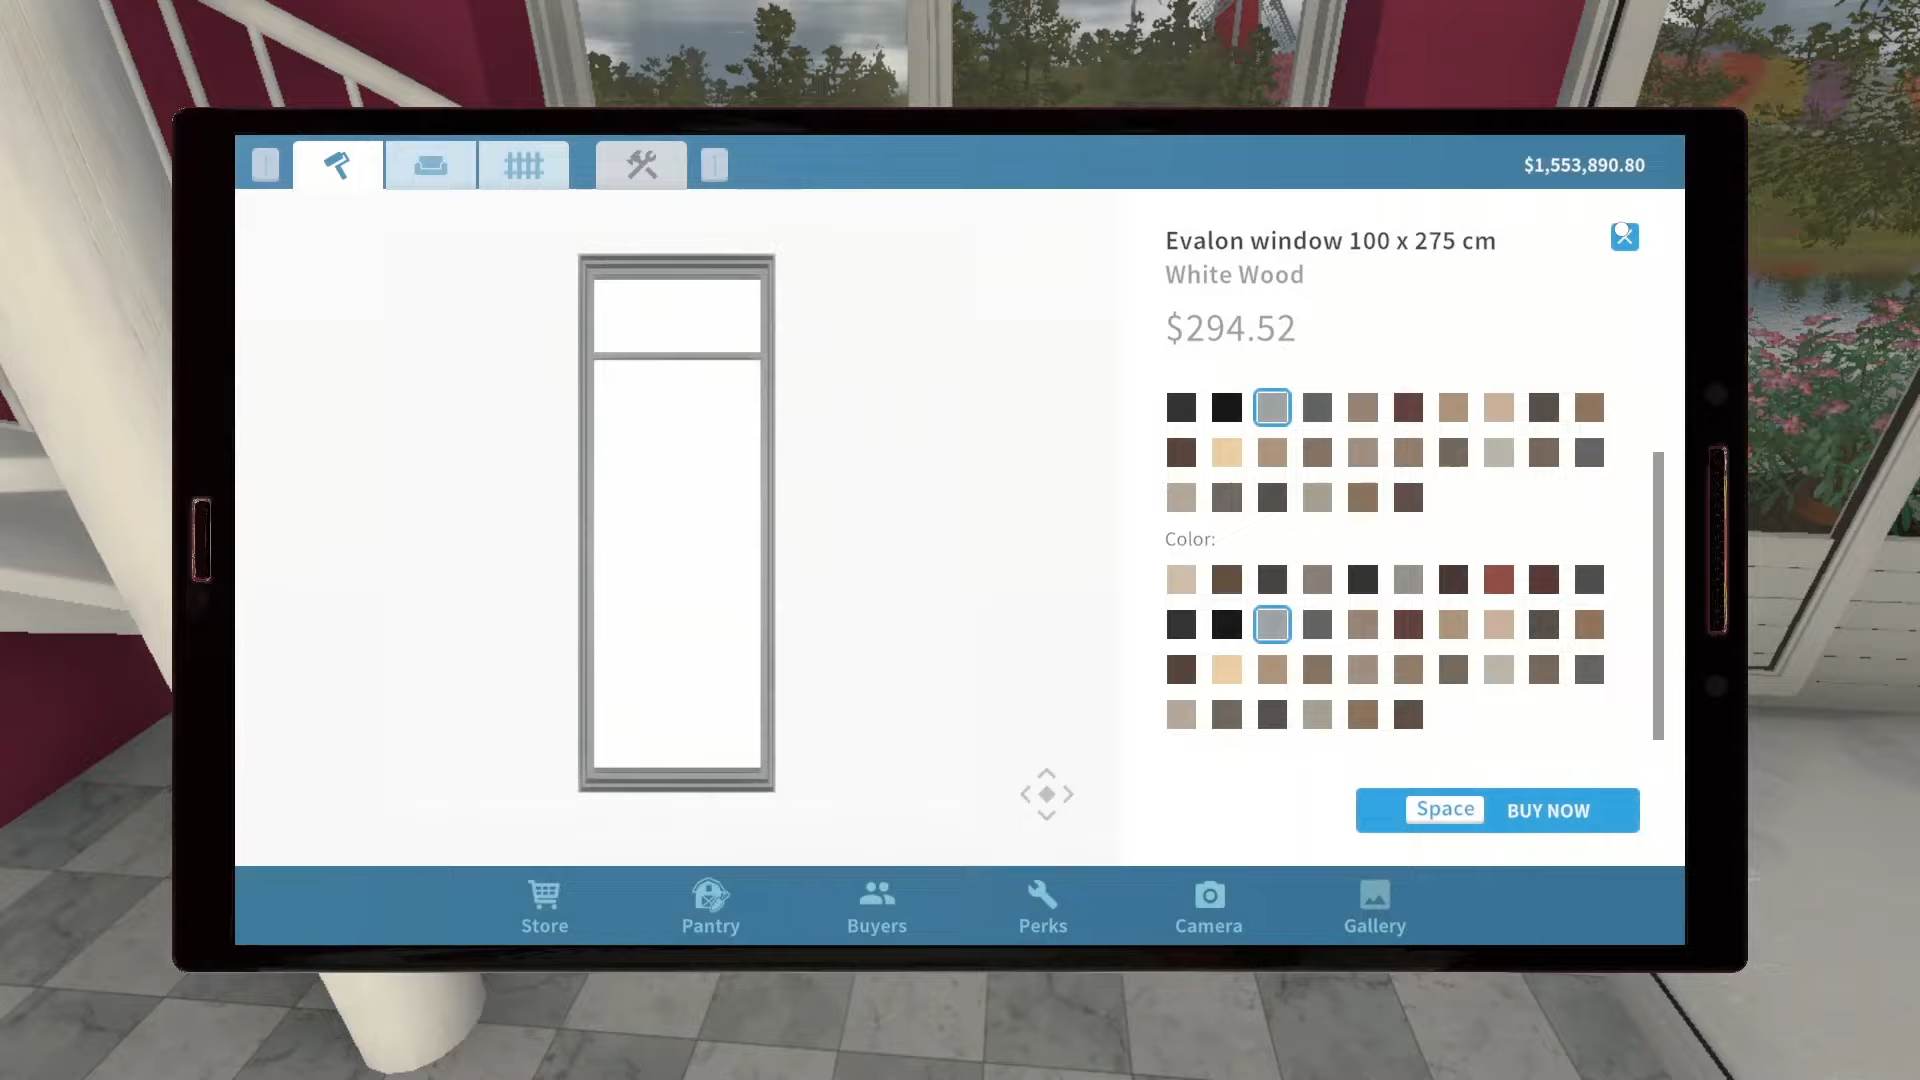 $1,553,890.80
Evalon window 100 x 275 cm
White Wood
$294.52
Color:
Space BUY NOW
Store Pantry Buyers Perks Camera Gallery